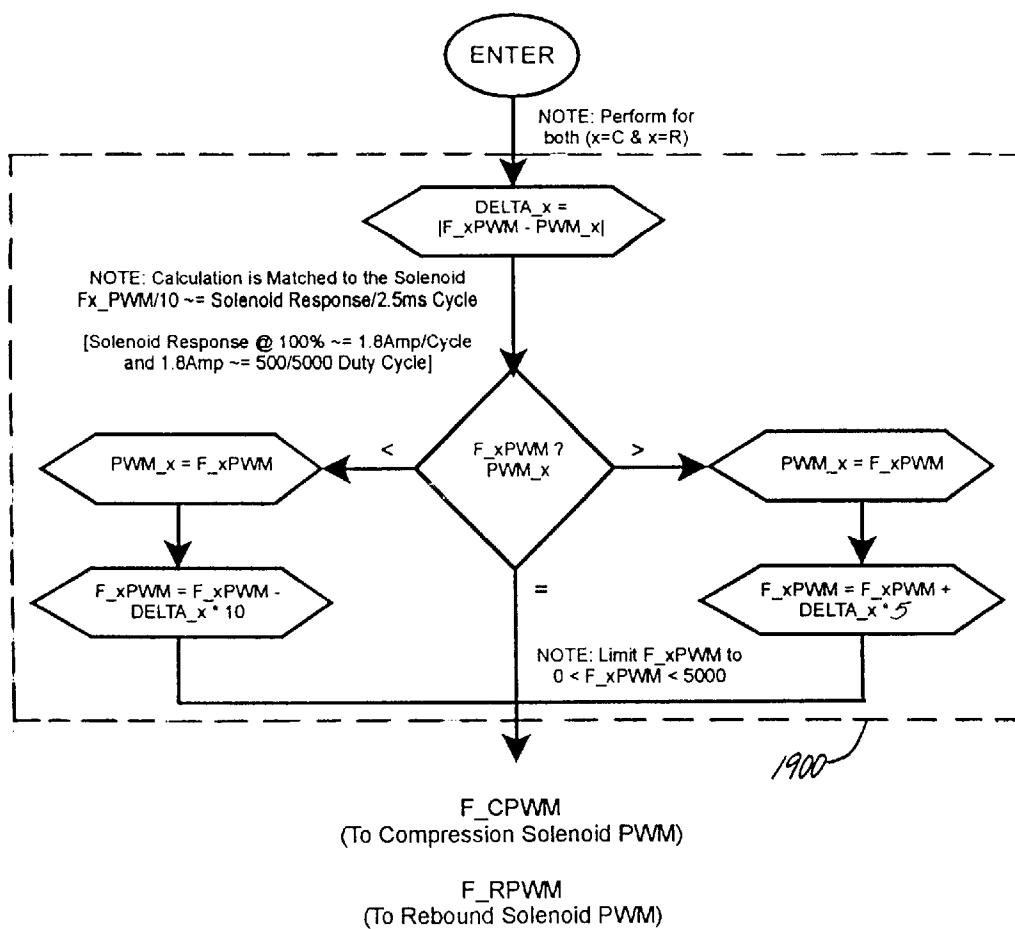 ENTER
NOTE: Perform for
both (x=C & x=R)
DELTA_x =
|F_xPWM - PWM_x|
NOTE: Calculation is Matched to the Solenoid
Fx_PWM/10 ~= Solenoid Response/2.5ms Cycle
[Solenoid Response @ 100% ~= 1.8Amp/Cycle
and 1.8Amp ~= 500/5000 Duty Cycle]
<
F_xPWM ?
PWM_x
>
PWM_x = F_xPWM
PWM_x = F_xPWM
F_xPWM = F_xPWM -
DELTA_x * 10
=
F_xPWM = F_xPWM +
DELTA_x * 5
NOTE: Limit F_xPWM to
0 < F_xPWM < 5000
1900
F_CPWM
(To Compression Solenoid PWM)
F_RPWM
(To Rebound Solenoid PWM)